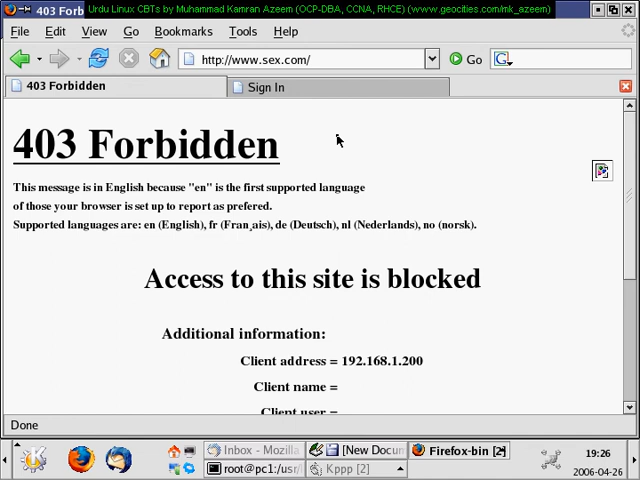 403 Forb
Urdu Linux CBTs by Muhammad Kamran Azeem (OCP-DBA, CCNA, RHCE) (www.geocities.com/mk_azeem)
File Edit View Go Bookmarks Tools Help
http://www.sex.com/ Go G
403 Forbidden Sign In
403 Forbidden
This message is in English because "en" is the first supported language
of those your browser is set up to report as prefered.
Supported languages are: en (English), fr (Fran¸ais), de (Deutsch), nl (Nederlands), no (norsk).
Access to this site is blocked
Additional information:
Client address = 192.168.1.200
Client name =
Client user =
Done
Inbox - Mozilla [New Docum Firefox-bin [2] 19:26
root@pc1:/usr/ Kppp [2] 2006-04-26